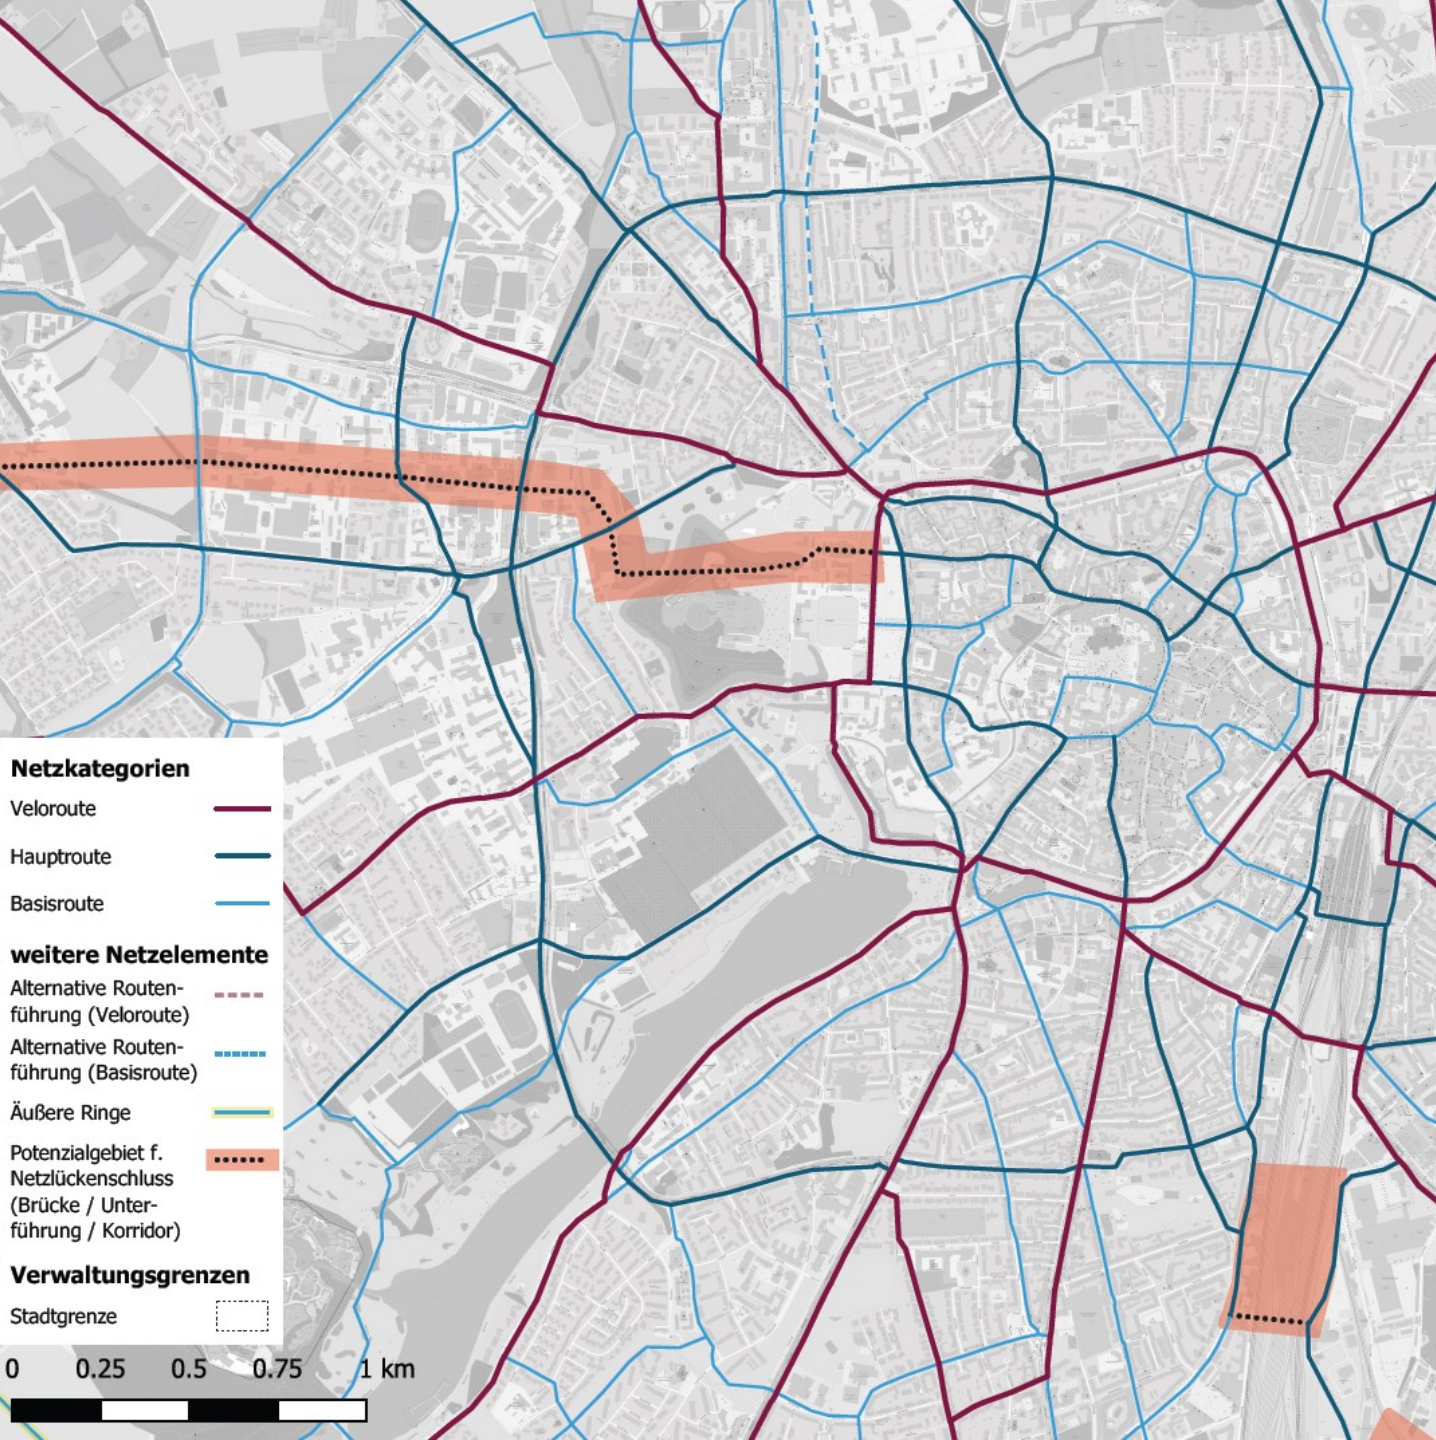 Netzkategorien
Veloroute
Hauptroute
Basisroute
weitere Netzelemente
Alternative Routen-
führung (Veloroute)
Alternative Routen-
führung (Basisroute)
Äußere Ringe
Potenzialgebiet f.
Netzlückenschluss
(Brücke / Unter-
führung / Korridor)
Verwaltungsgrenzen
Stadtgrenze
0 0.25 0.5 0.75 1 km